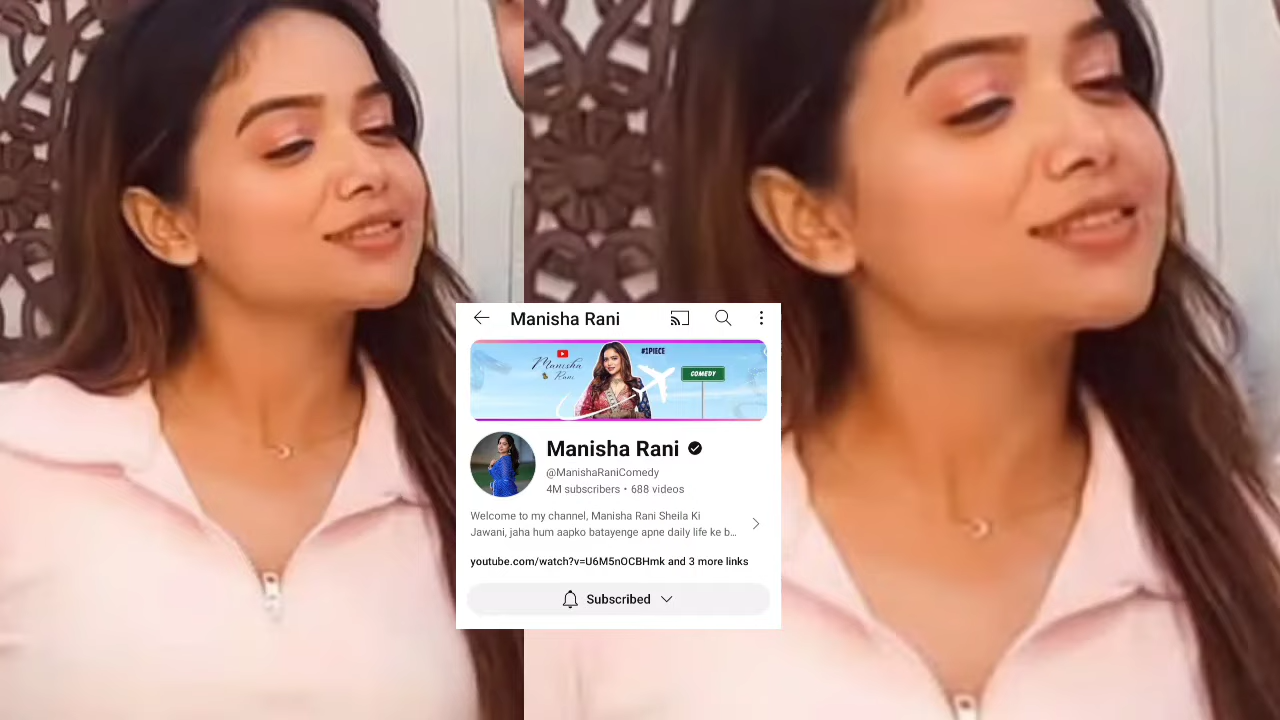 Manisha Rani
#1PIECE
Manisha
Rani
COMEDY
Manisha Rani
@ManishaRaniComedy
4M subscribers • 688 videos
Welcome to my channel, Manisha Rani Sheila Ki
Jawani, jaha hum aapko batayenge apne daily life ke b...
youtube.com/watch?v=U6M5nOCBHmk and 3 more links
Subscribed